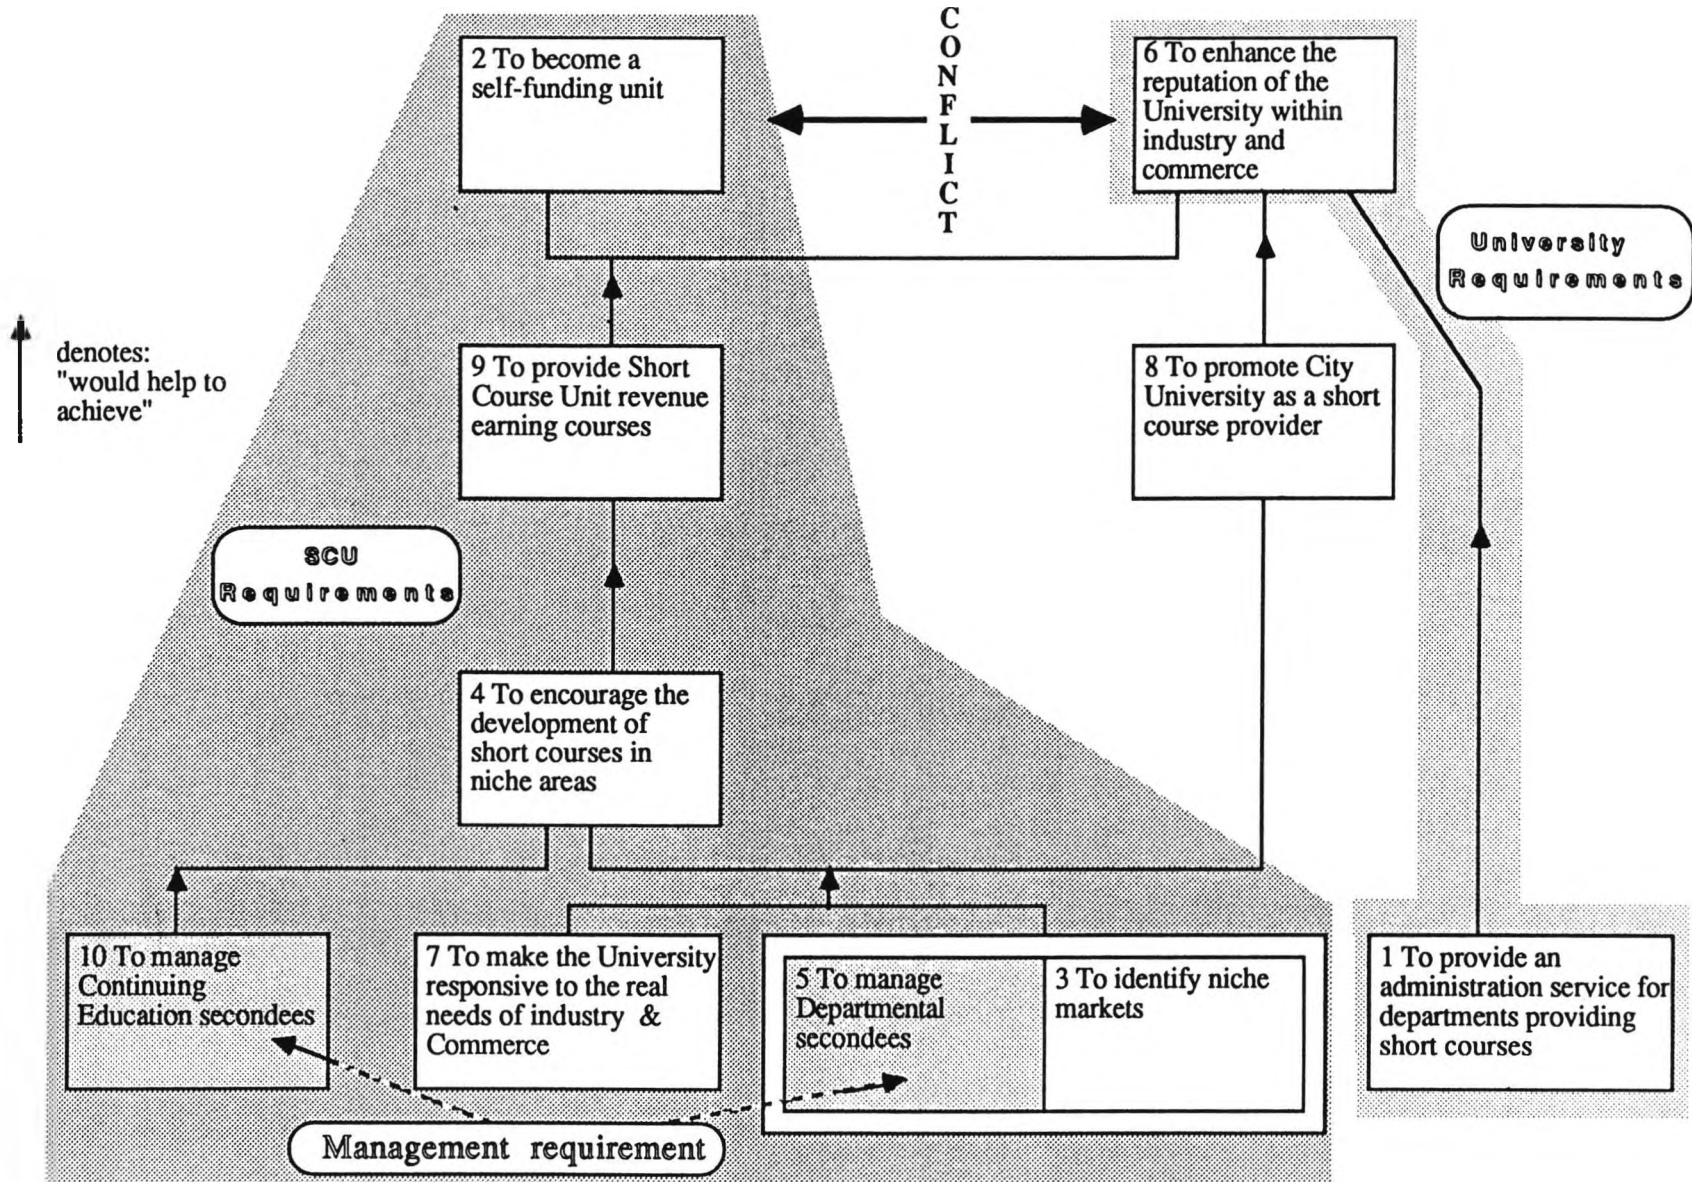 2 To become a
self-funding unit
CONFLICT
6 To enhance the
reputation of the
University within
industry and
commerce
University
Requirements
denotes:
"would help to
achieve"
9 To provide Short
Course Unit revenue
earning courses
8 To promote City
University as a short
course provider
SCU
Requirements
4 To encourage the
development of
short courses in
niche areas
10 To manage
Continuing
Education secondees
7 To make the University
responsive to the real
needs of industry &
Commerce
5 To manage
Departmental
secondees
3 To identify niche
markets
1 To provide an
administration service for
departments providing
short courses
Management requirement